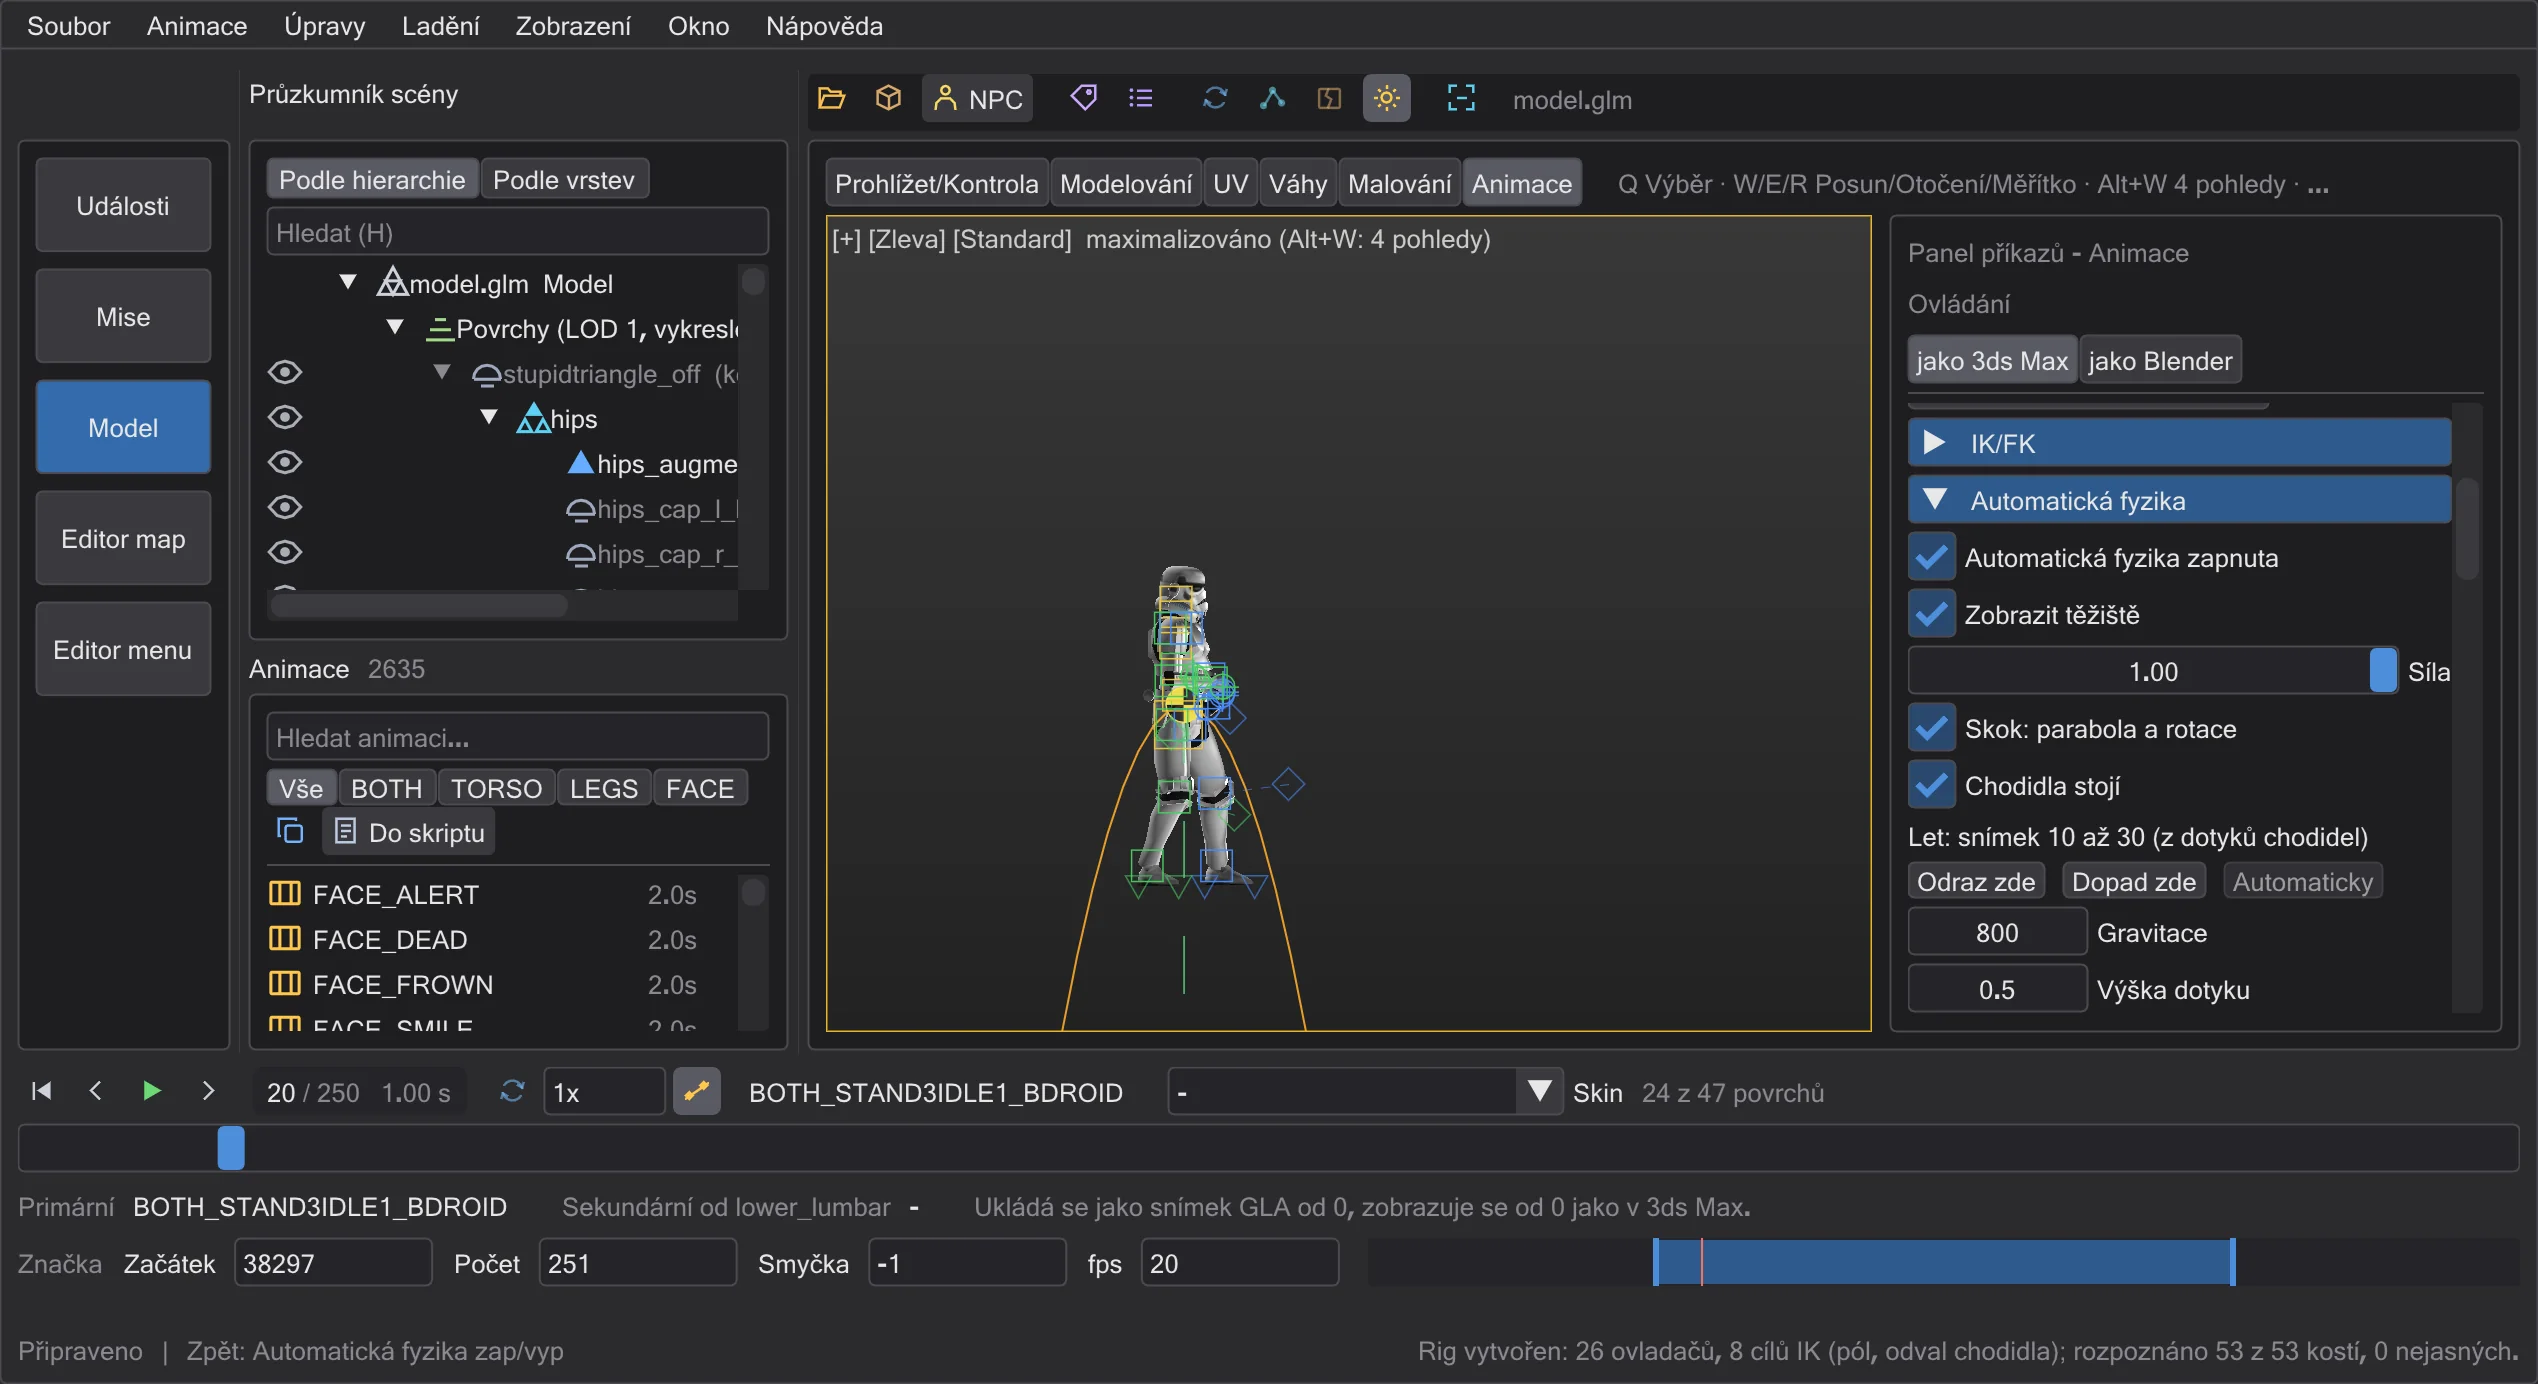 Soubor Animace Úpravy Ladění Zobrazení Okno Nápověda
Průzkumník scény
NPC
model.glm
Události
Mise
Model
Editor map
Editor menu
Podle hierarchie Podle vrstev
Hledat (H)
model.glm Model
Povrchy (LOD 1,
stupidtriangle_off
hips
hips_augme
hips_cap_l_
hips_cap_r_
Animace 2635
Hledat animaci...
Vše BOTH TORSO LEGS FACE
Do skriptu
FACE_ALERT 2.0s
FACE_DEAD 2.0s
FACE_FROWN 2.0s
FACE_SMILE 2.0s
Prohlížet/Kontrola Modelování UV Váhy Malování Animace
Q Výběr · W/E/R Posun/Otočení/Měřítko · Alt+W 4 pohledy · ...
[+] [Zleva] [Standard] maximalizováno (Alt+W: 4 pohledy)
Panel příkazů - Animace
Ovládání
jako 3ds Max jako Blender
IK/FK
Automatická fyzika
Automatická fyzika zapnuta
Zobrazit těžiště
1.00 Síla
Skok: parabola a rotace
Chodidla stojí
Let: snímek 10 až 30 (z dotyků chodidel)
Odraz zde Dopad zde Automaticky
800 Gravitace
0.5 Výška dotyku
20 / 250 1.00 s
1x
BOTH_STAND3IDLE1_BDROID
-
Skin 24 z 47 povrchů
Primární BOTH_STAND3IDLE1_BDROID Sekundární od lower_lumbar - Ukládá se jako snímek GLA od 0, zobrazuje se od 0 jako v 3ds Max.
Značka Začátek 38297 Počet 251 Smyčka -1 fps 20
Připraveno | Zpět: Automatická fyzika zap/vyp
Rig vytvořen: 26 ovladačů, 8 cílů IK (pól, odval chodidla); rozpoznáno 53 z 53 kostí, 0 nejasných.